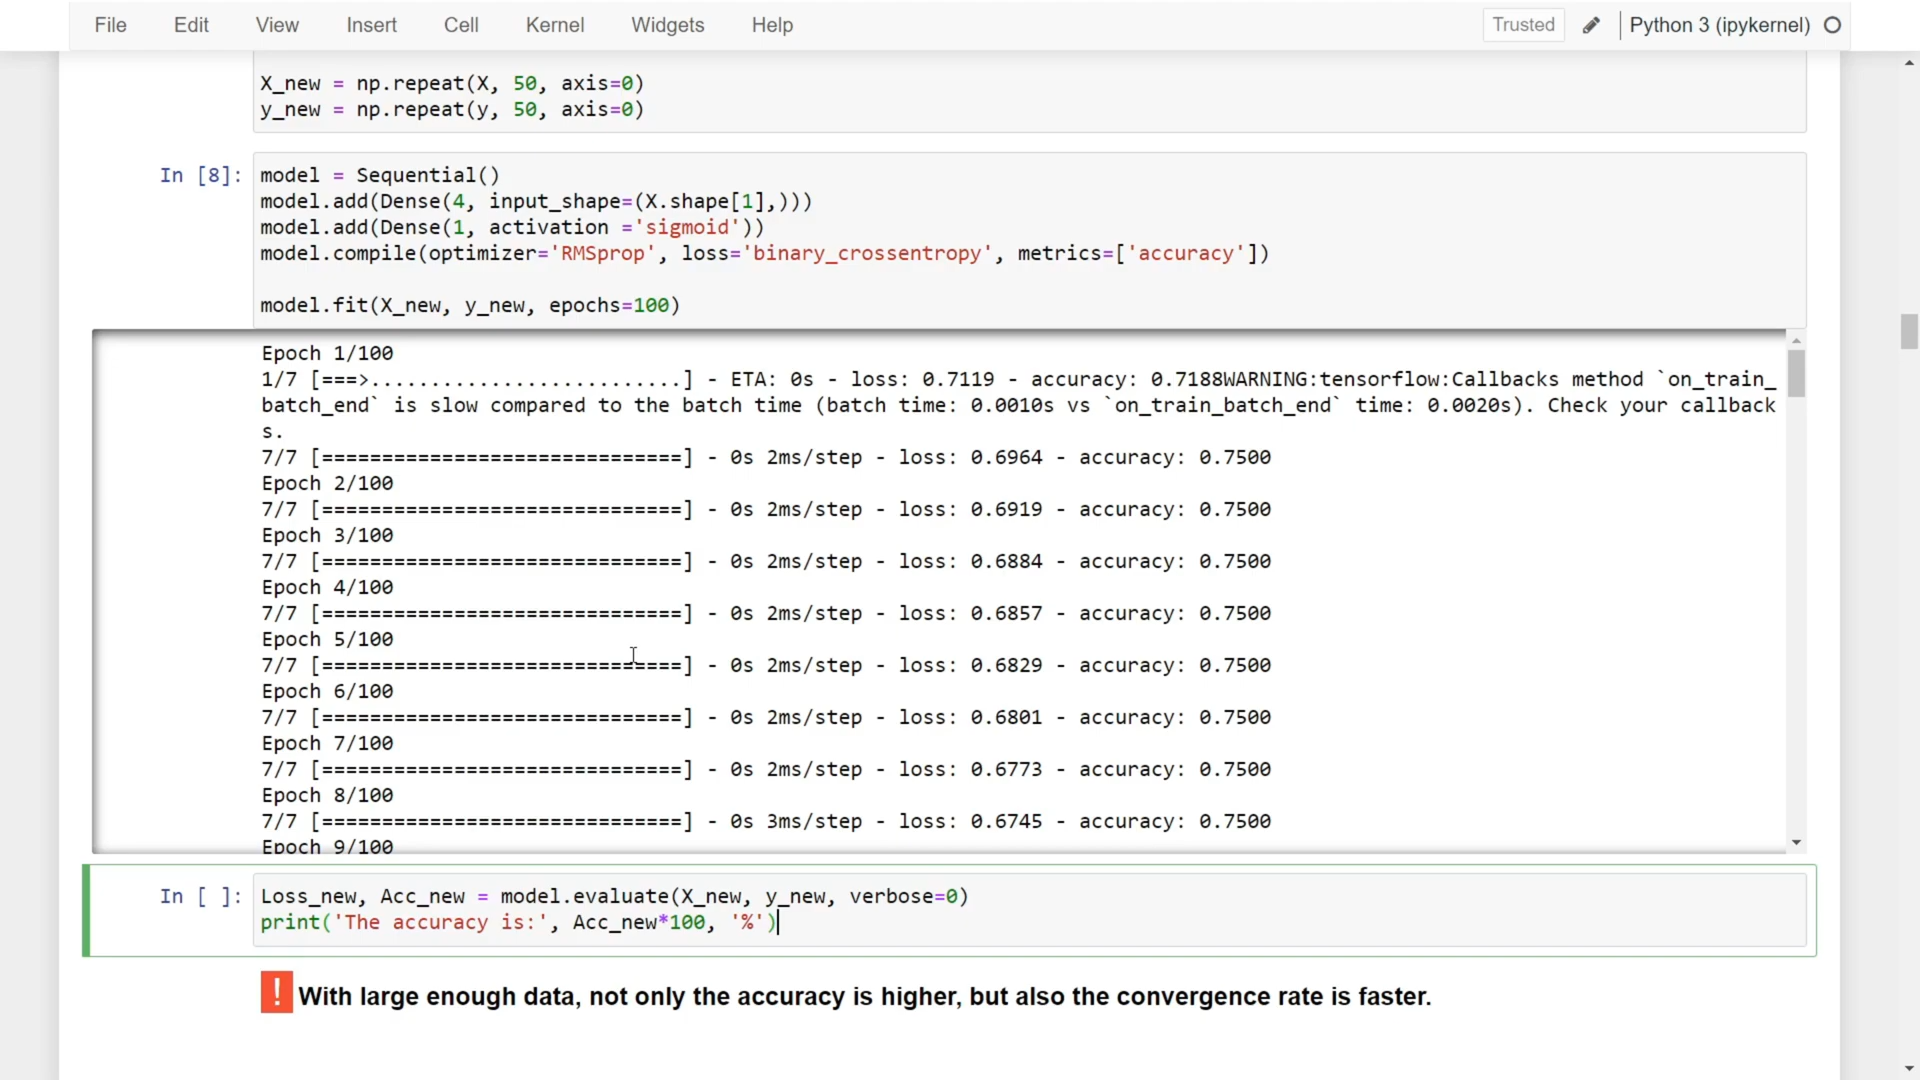 File Edit View Insert Cell Kernel Widgets Help Trusted Python 3 (ipykernel)
X_new = np.repeat(X, 50, axis=0)
y_new = np.repeat(y, 50, axis=0)
In [8]: model = Sequential()
model.add(Dense(4, input_shape=(X.shape[1],)))
model.add(Dense(1, activation ='sigmoid'))
model.compile(optimizer='RMSprop', loss='binary_crossentropy', metrics=['accuracy'])
model.fit(X_new, y_new, epochs=100)
Epoch 1/100
1/7 [===>..........................] - ETA: 0s - loss: 0.7119 - accuracy: 0.7188WARNING:tensorflow:Callbacks method `on_train_
batch_end` is slow compared to the batch time (batch time: 0.0010s vs `on_train_batch_end` time: 0.0020s). Check your callback
s.
7/7 [==============================] - 0s 2ms/step - loss: 0.6964 - accuracy: 0.7500
Epoch 2/100
7/7 [==============================] - 0s 2ms/step - loss: 0.6919 - accuracy: 0.7500
Epoch 3/100
7/7 [==============================] - 0s 2ms/step - loss: 0.6884 - accuracy: 0.7500
Epoch 4/100
7/7 [==============================] - 0s 2ms/step - loss: 0.6857 - accuracy: 0.7500
Epoch 5/100
7/7 [==============================] - 0s 2ms/step - loss: 0.6829 - accuracy: 0.7500
Epoch 6/100
7/7 [==============================] - 0s 2ms/step - loss: 0.6801 - accuracy: 0.7500
Epoch 7/100
7/7 [==============================] - 0s 2ms/step - loss: 0.6773 - accuracy: 0.7500
Epoch 8/100
7/7 [==============================] - 0s 3ms/step - loss: 0.6745 - accuracy: 0.7500
Epoch 9/100
In [ ]: Loss_new, Acc_new = model.evaluate(X_new, y_new, verbose=0)
print('The accuracy is:', Acc_new*100, '%')
! With large enough data, not only the accuracy is higher, but also the convergence rate is faster.